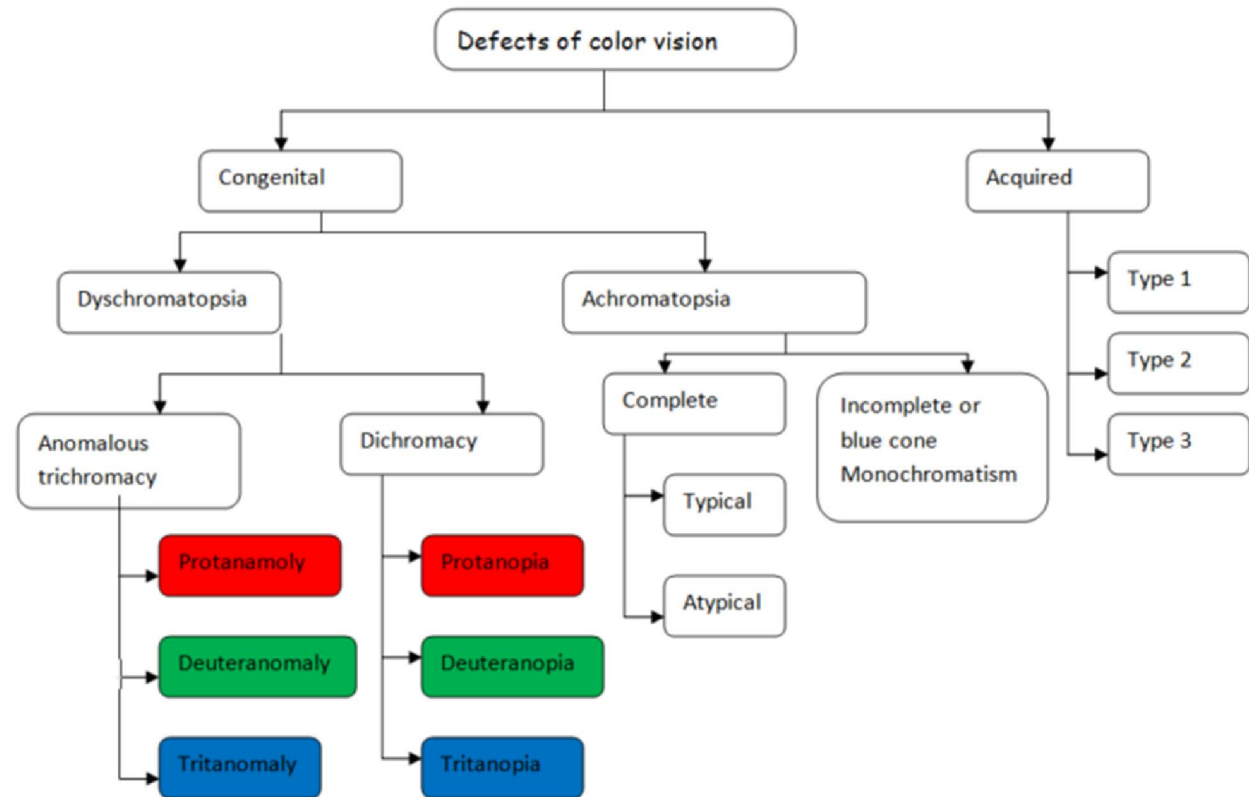 Defects of color vision
Congenital
Acquired
Dyschromatopsia
Achromatopsia
Type 1
Type 2
Type 3
Anomalous
trichromacy
Dichromacy
Complete
Incomplete or
blue cone
Monochromatism
Typical
Atypical
Protanamoly
Deuteranomaly
Tritanomaly
Protanopia
Deuteranopia
Tritanopia